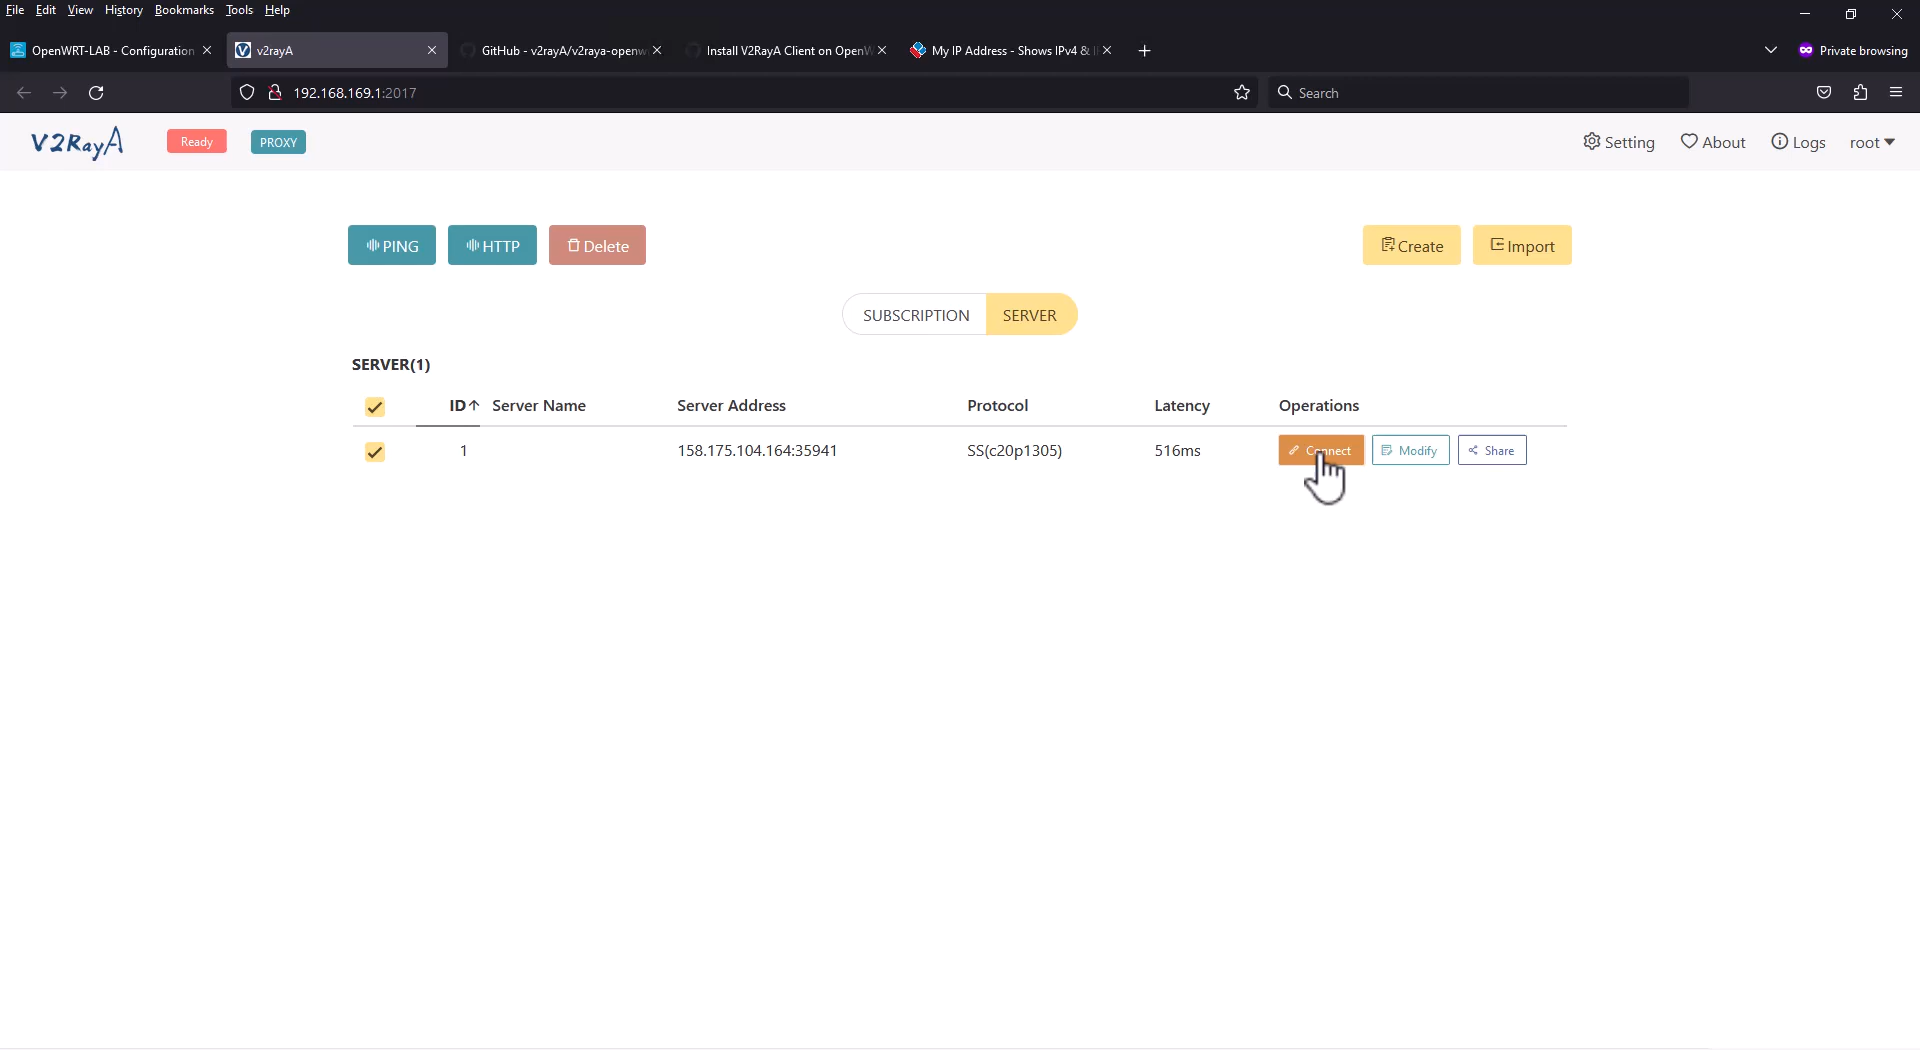 File Edit View History Bookmarks Tools Help
OpenWRT-LAB - Configuration
v2rayA
GitHub - v2rayA/v2raya-openw
Install V2RayA Client on OpenW
My IP Address - Shows IPv4 &
Private browsing
192.168.169.1:2017
Search
V2RayA
Ready
PROXY
Setting
About
Logs
root
PING
HTTP
Delete
Create
Import
SUBSCRIPTION
SERVER
SERVER(1)
ID Server Name Server Address Protocol Latency Operations
1 158.175.104.164:35941 SS(c20p1305) 516ms Connect Modify Share